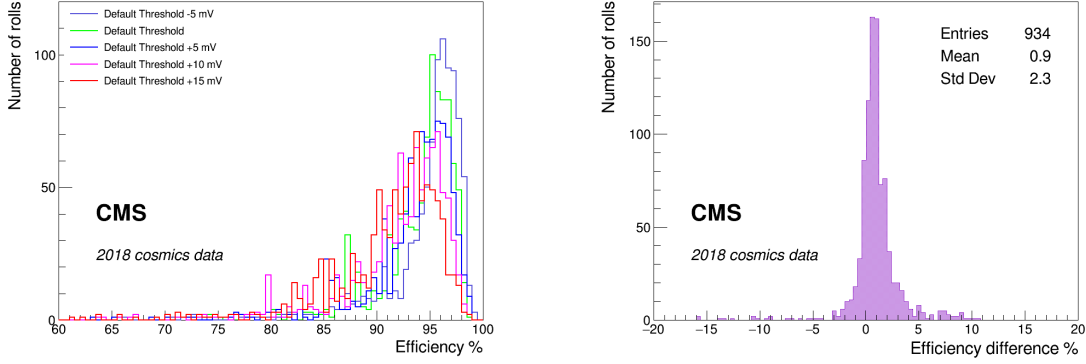 Number of rolls
100
50
0
Default Threshold -5 mV
Default Threshold
Default Threshold +5 mV
Default Threshold +10 mV
Default Threshold +15 mV
CMS
2018 cosmics data
60 65 70 75 80 85 90 95 100
Efficiency %
Number of rolls
150
100
50
0
Entries 934
Mean 0.9
Std Dev 2.3
CMS
2018 cosmics data
−20 −15 −10 −5 0 5 10 15 20
Efficiency difference %